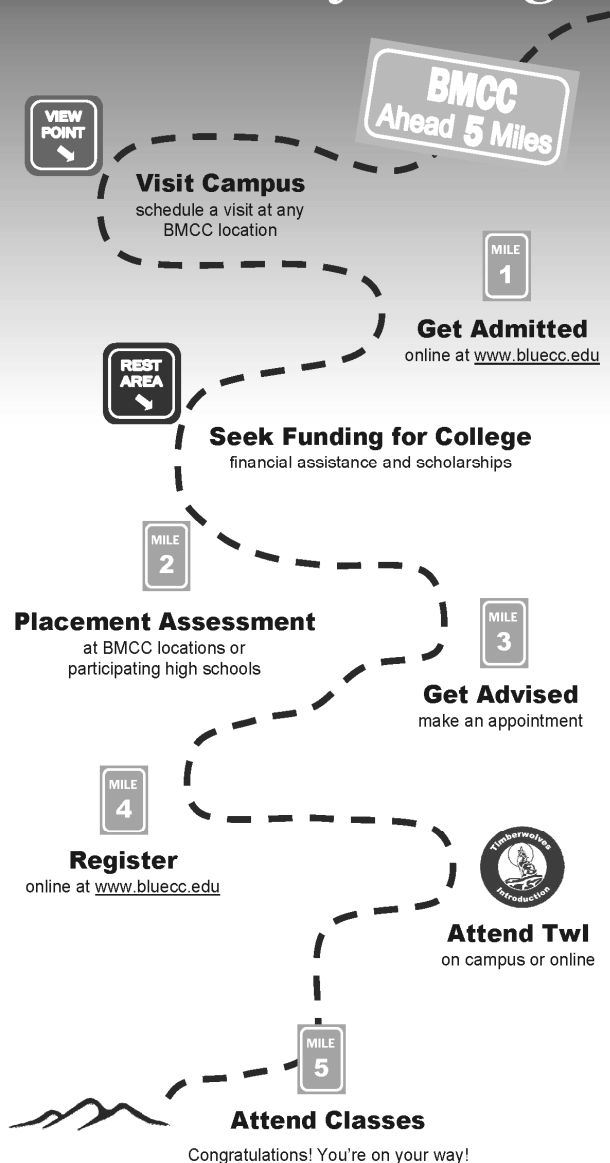 BMCC
Ahead 5 Miles
VIEW
POINT
Visit Campus
schedule a visit at any
BMCC location
MILE
1
Get Admitted
online at www.bluecc.edu
REST
AREA
Seek Funding for College
financial assistance and scholarships
MILE
2
Placement Assessment
at BMCC locations or
participating high schools
MILE
3
Get Advised
make an appointment
MILE
4
Register
online at www.bluecc.edu
Timberwolves
Introduction
Attend TwI
on campus or online
MILE
5
Attend Classes
Congratulations! You're on your way!